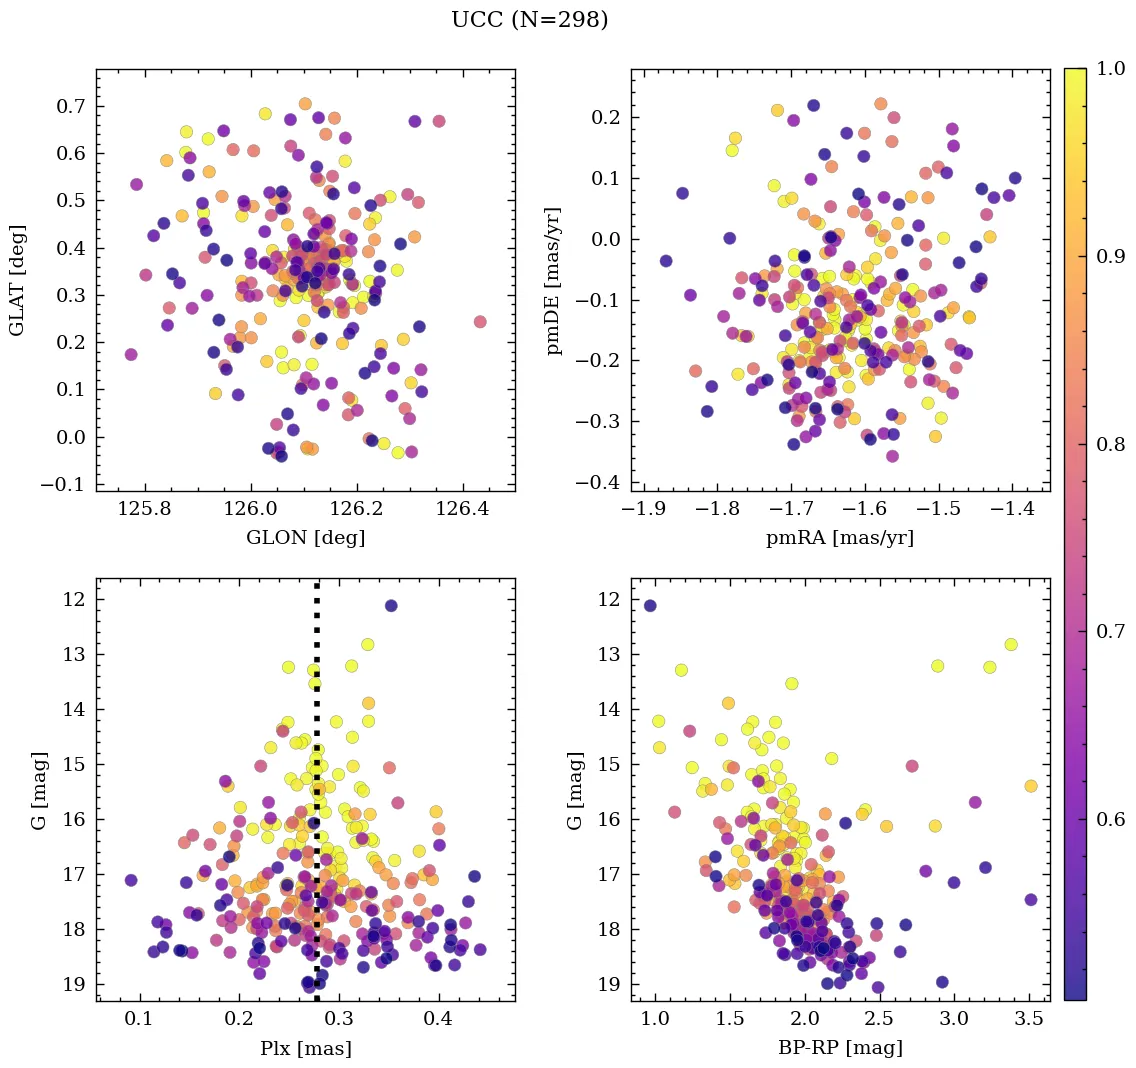 UCC (N=298)
0.7
0.6
0.5
0.4
0.3
0.2
0.1
0.0
−0.1
GLAT [deg]
125.8 126.0 126.2 126.4
GLON [deg]
0.2
0.1
0.0
−0.1
−0.2
−0.3
−0.4
pmDE [mas/yr]
−1.9 −1.8 −1.7 −1.6 −1.5 −1.4
pmRA [mas/yr]
1.0
0.9
0.8
0.7
0.6
12
13
14
15
16
17
18
19
G [mag]
0.1 0.2 0.3 0.4
Plx [mas]
12
13
14
15
16
17
18
19
G [mag]
1.0 1.5 2.0 2.5 3.0 3.5
BP-RP [mag]